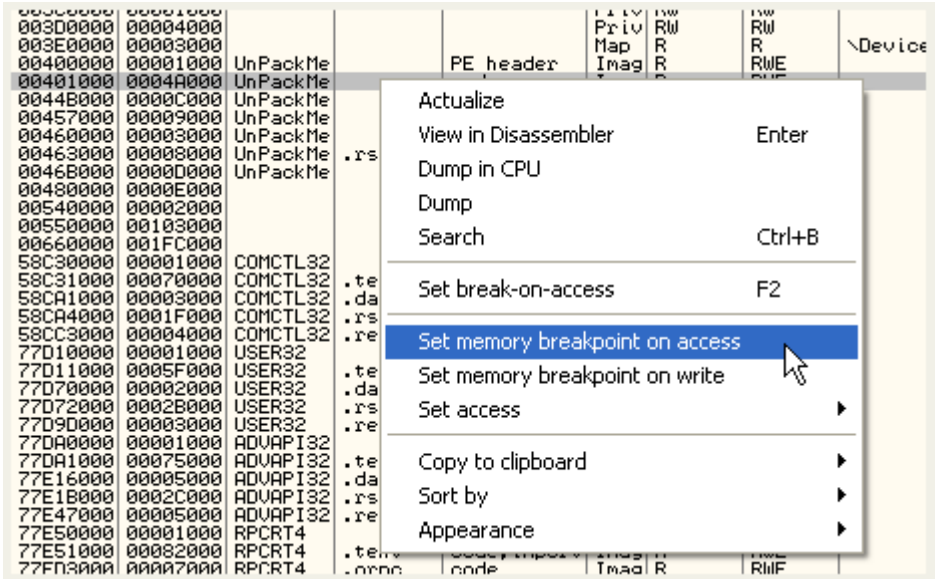 003D0000 00004000 Priv RW RW
003E0000 00003000 Map R R \Device
00400000 00001000 UnPackMe PE header Imag R RWE
00401000 0004A000 UnPackMe
0044B000 0000C000 UnPackMe Actualize
00457000 00009000 UnPackMe View in Disassembler Enter
00460000 00003000 UnPackMe
00463000 00008000 UnPackMe .rs Dump in CPU
0046B000 0000D000 UnPackMe
00480000 0000E000 Dump
00540000 00002000
00550000 00103000 Search Ctrl+B
00660000 001FC000
58C30000 00001000 COMCTL32
58C31000 00070000 COMCTL32 .te Set break-on-access F2
58CA1000 00003000 COMCTL32 .da
58CA4000 0001F000 COMCTL32 .rs
58CC3000 00004000 COMCTL32 .re Set memory breakpoint on access
77D10000 00001000 USER32
77D11000 0005F000 USER32 .te Set memory breakpoint on write
77D70000 00002000 USER32 .da
77D72000 0002B000 USER32 .rs Set access
77D9D000 00003000 USER32 .re
77DA0000 00001000 ADVAPI32
77DA1000 00075000 ADVAPI32 .te Copy to clipboard
77E16000 00005000 ADVAPI32 .da
77E1B000 0002C000 ADVAPI32 .rs Sort by
77E47000 00005000 ADVAPI32 .re
77E50000 00001000 RPCRT4 Appearance
77E51000 00082000 RPCRT4
77ED3000 00007000 RPCRT4 .orpc code Imag R RWE